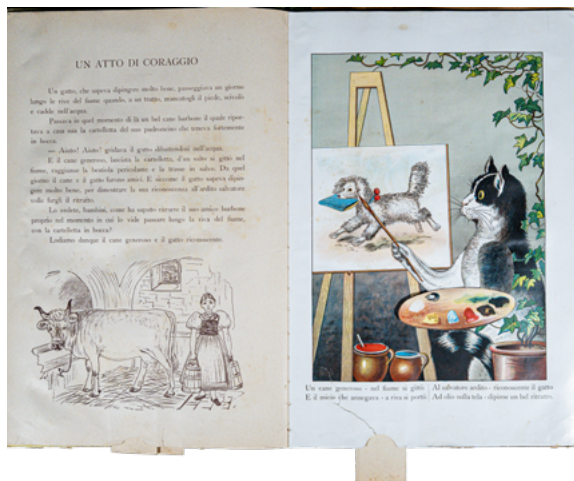 UN ATTO DI CORAGGIO
Un gatto, che sapeva dipingere molto bene, passeggiava un giorno
lungo le riva del fiume quando, a un tratto, mancatogli il piede, scivolò
e cadde nell'acqua.
Passava in quel momento di là un bel cane barbone il quale ripor-
tava a casa sua la cartelletta del suo padroncino che teneva fortemente
in bocca.
— Aiuto! Aiuto! gridava il gatto dibattendosi nell'acqua.
E il cane generoso, lasciata la cartelletta, d'un salto si gittò nel
fiume, raggiunse la bestiola pericolante e la trasse in salvo. Da quel
giorno il cane e il gatto furono amici. E siccome il gatto sapeva dipin-
gere molto bene, per dimostrare la sua riconoscenza all'ardito salvatore
volle fargli il ritratto.
Lo vedete, bambini, come ha saputo ritrarre il suo amico barbone
proprio nel momento in cui lo vide passare lungo la riva del fiume,
con la cartelletta in bocca?
Lodiamo dunque il cane generoso e il gatto riconoscente.
Un cane generoso - nel fiume si gittò
E il micio che annegava - a riva si portò
Al salvatore ardito - riconoscente il gatto
Ad olio sulla tela - dipinse un bel ritratto.